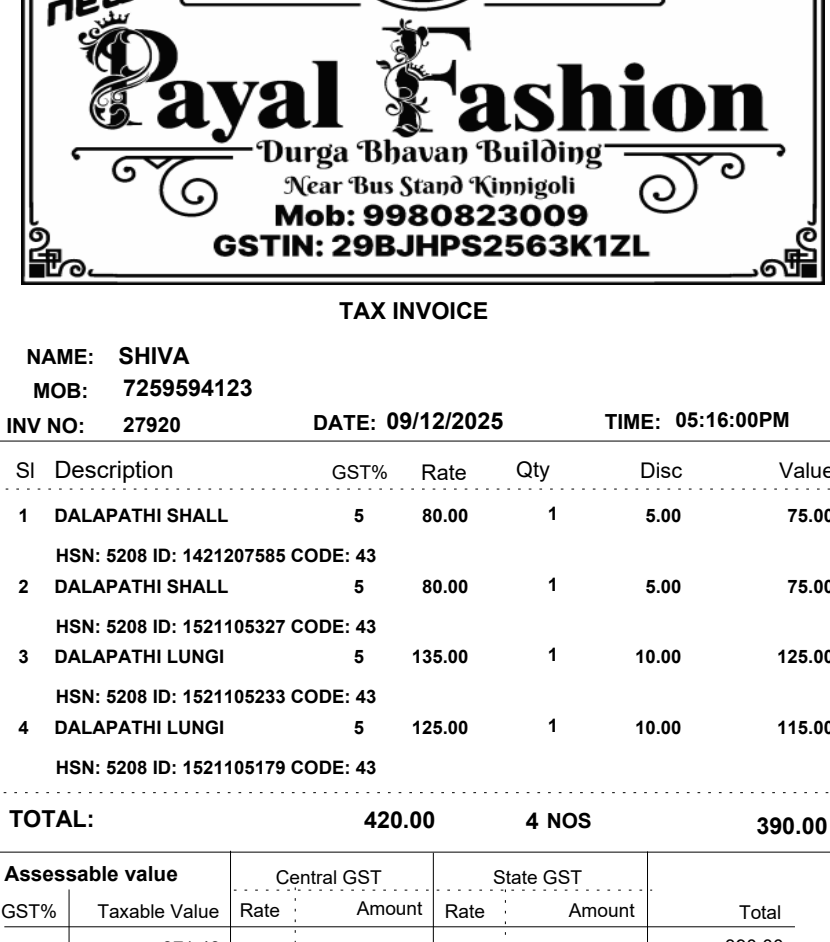 new
Payal Fashion
Durga Bhavan Building
Near Bus Stand Kinnigoli
Mob: 9980823009
GSTIN: 29BJHPS2563K1ZL
TAX INVOICE
NAME: SHIVA
MOB: 7259594123
INV NO: 27920 DATE: 09/12/2025 TIME: 05:16:00PM
Sl Description GST% Rate Qty Disc Value
1 DALAPATHI SHALL 5 80.00 1 5.00 75.00
HSN: 5208 ID: 1421207585 CODE: 43
2 DALAPATHI SHALL 5 80.00 1 5.00 75.00
HSN: 5208 ID: 1521105327 CODE: 43
3 DALAPATHI LUNGI 5 135.00 1 10.00 125.00
HSN: 5208 ID: 1521105233 CODE: 43
4 DALAPATHI LUNGI 5 125.00 1 10.00 115.00
HSN: 5208 ID: 1521105179 CODE: 43
TOTAL: 420.00 4 NOS 390.00
Assessable value Central GST State GST
GST% Taxable Value Rate Amount Rate Amount Total